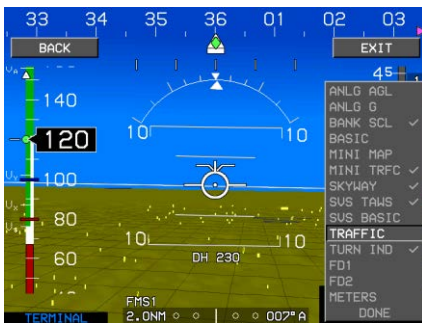 33 34 35 36 01 02 03
BACK
EXIT
45
140
120
100
80
60
10 10
10 10
DH 230
ANLG AGL
ANLG G
BANK SCL ✓
BASIC
MINI MAP
MINI TRFC ✓
SKYWAY ✓
SVS TAWS ✓
SVS BASIC
TRAFFIC
TURN IND ✓
FD1
FD2
METERS
DONE
FMS1
TERMINAL 2.0NM 007°A